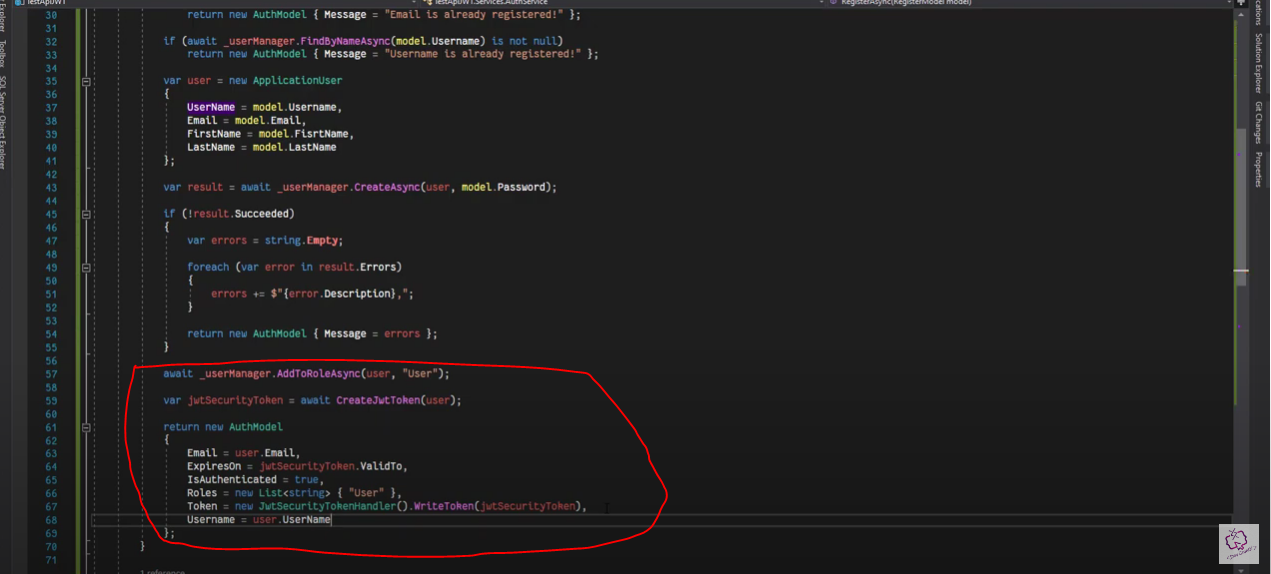 TestApiJWT
TestApiJWT.Services.AuthService
RegisterAsync(RegisterModel model)
30 return new AuthModel { Message = "Email is already registered!" };
31
32 if (await _userManager.FindByNameAsync(model.Username) is not null)
33 return new AuthModel { Message = "Username is already registered!" };
34
35 var user = new ApplicationUser
36 {
37 UserName = model.Username,
38 Email = model.Email,
39 FirstName = model.FisrtName,
40 LastName = model.LastName
41 };
42
43 var result = await _userManager.CreateAsync(user, model.Password);
44
45 if (!result.Succeeded)
46 {
47 var errors = string.Empty;
48
49 foreach (var error in result.Errors)
50 {
51 errors += $"{error.Description},";
52 }
53
54 return new AuthModel { Message = errors };
55 }
56
57 await _userManager.AddToRoleAsync(user, "User");
58
59 var jwtSecurityToken = await CreateJwtToken(user);
60
61 return new AuthModel
62 {
63 Email = user.Email,
64 ExpiresOn = jwtSecurityToken.ValidTo,
65 IsAuthenticated = true,
66 Roles = new List<string> { "User" },
67 Token = new JwtSecurityTokenHandler().WriteToken(jwtSecurityToken),
68 Username = user.UserName
69 };
70 }
71
1 reference
Explorer
Toolbox
SQL Server Object Explorer
Solution Explorer
Git Changes
Properties